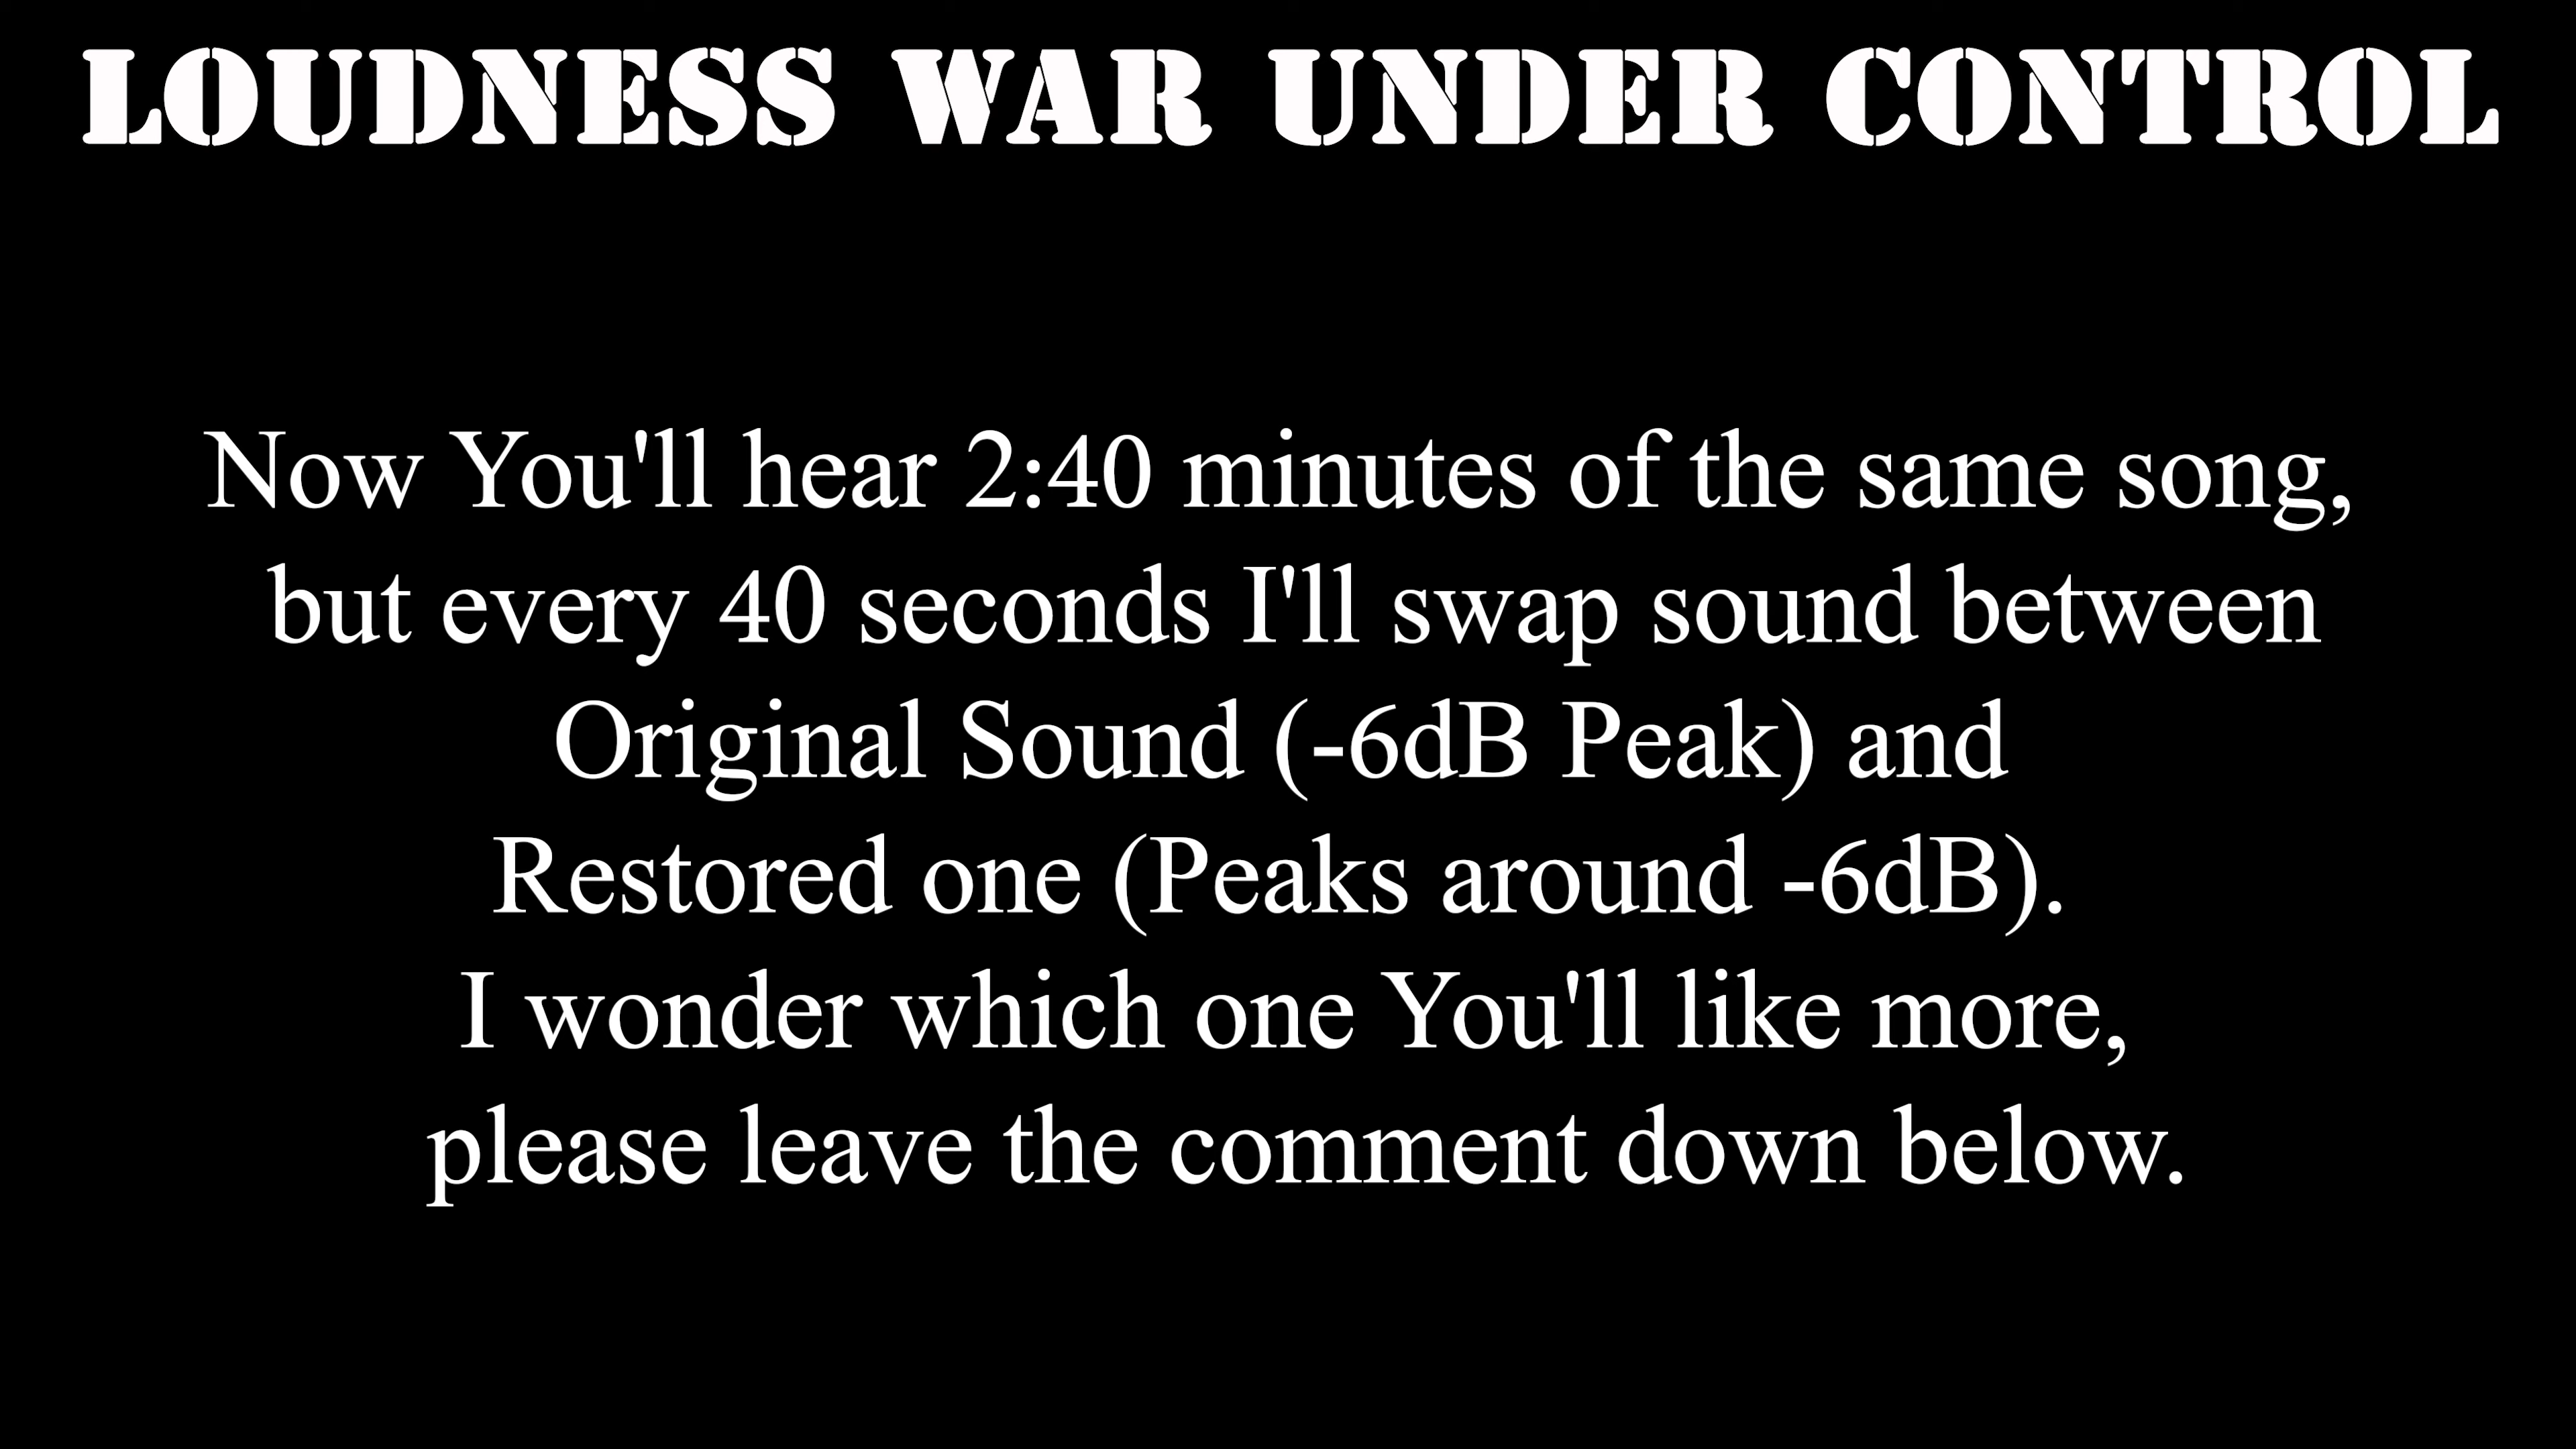 LOUDNESS WAR UNDER CONTROL
Now You'll hear 2:40 minutes of the same song,
but every 40 seconds I'll swap sound between
Original Sound (-6dB Peak) and
Restored one (Peaks around -6dB).
I wonder which one You'll like more,
please leave the comment down below.